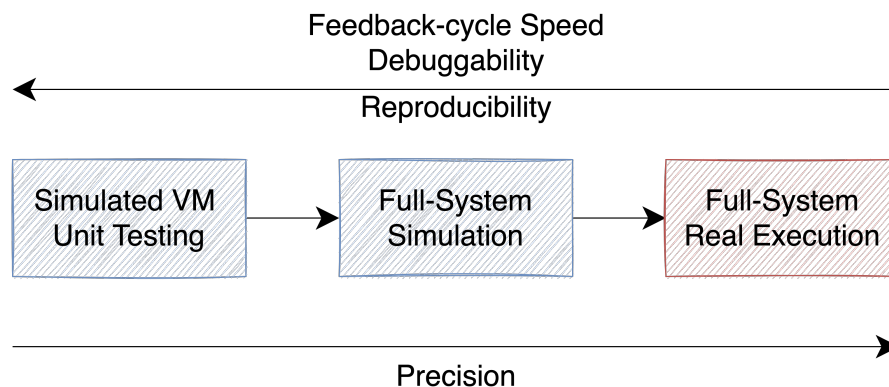 Feedback-cycle Speed
Debuggability
Reproducibility
Simulated VM
Unit Testing
Full-System
Simulation
Full-System
Real Execution
Precision